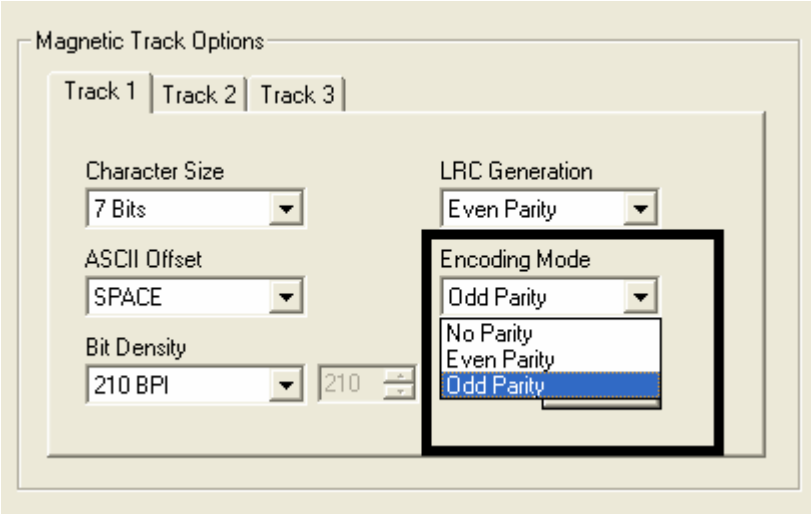 Magnetic Track Options
Track 1 Track 2 Track 3
Character Size
7 Bits
LRC Generation
Even Parity
ASCII Offset
SPACE
Encoding Mode
Odd Parity
No Parity
Even Parity
Odd Parity
Bit Density
210 BPI 210